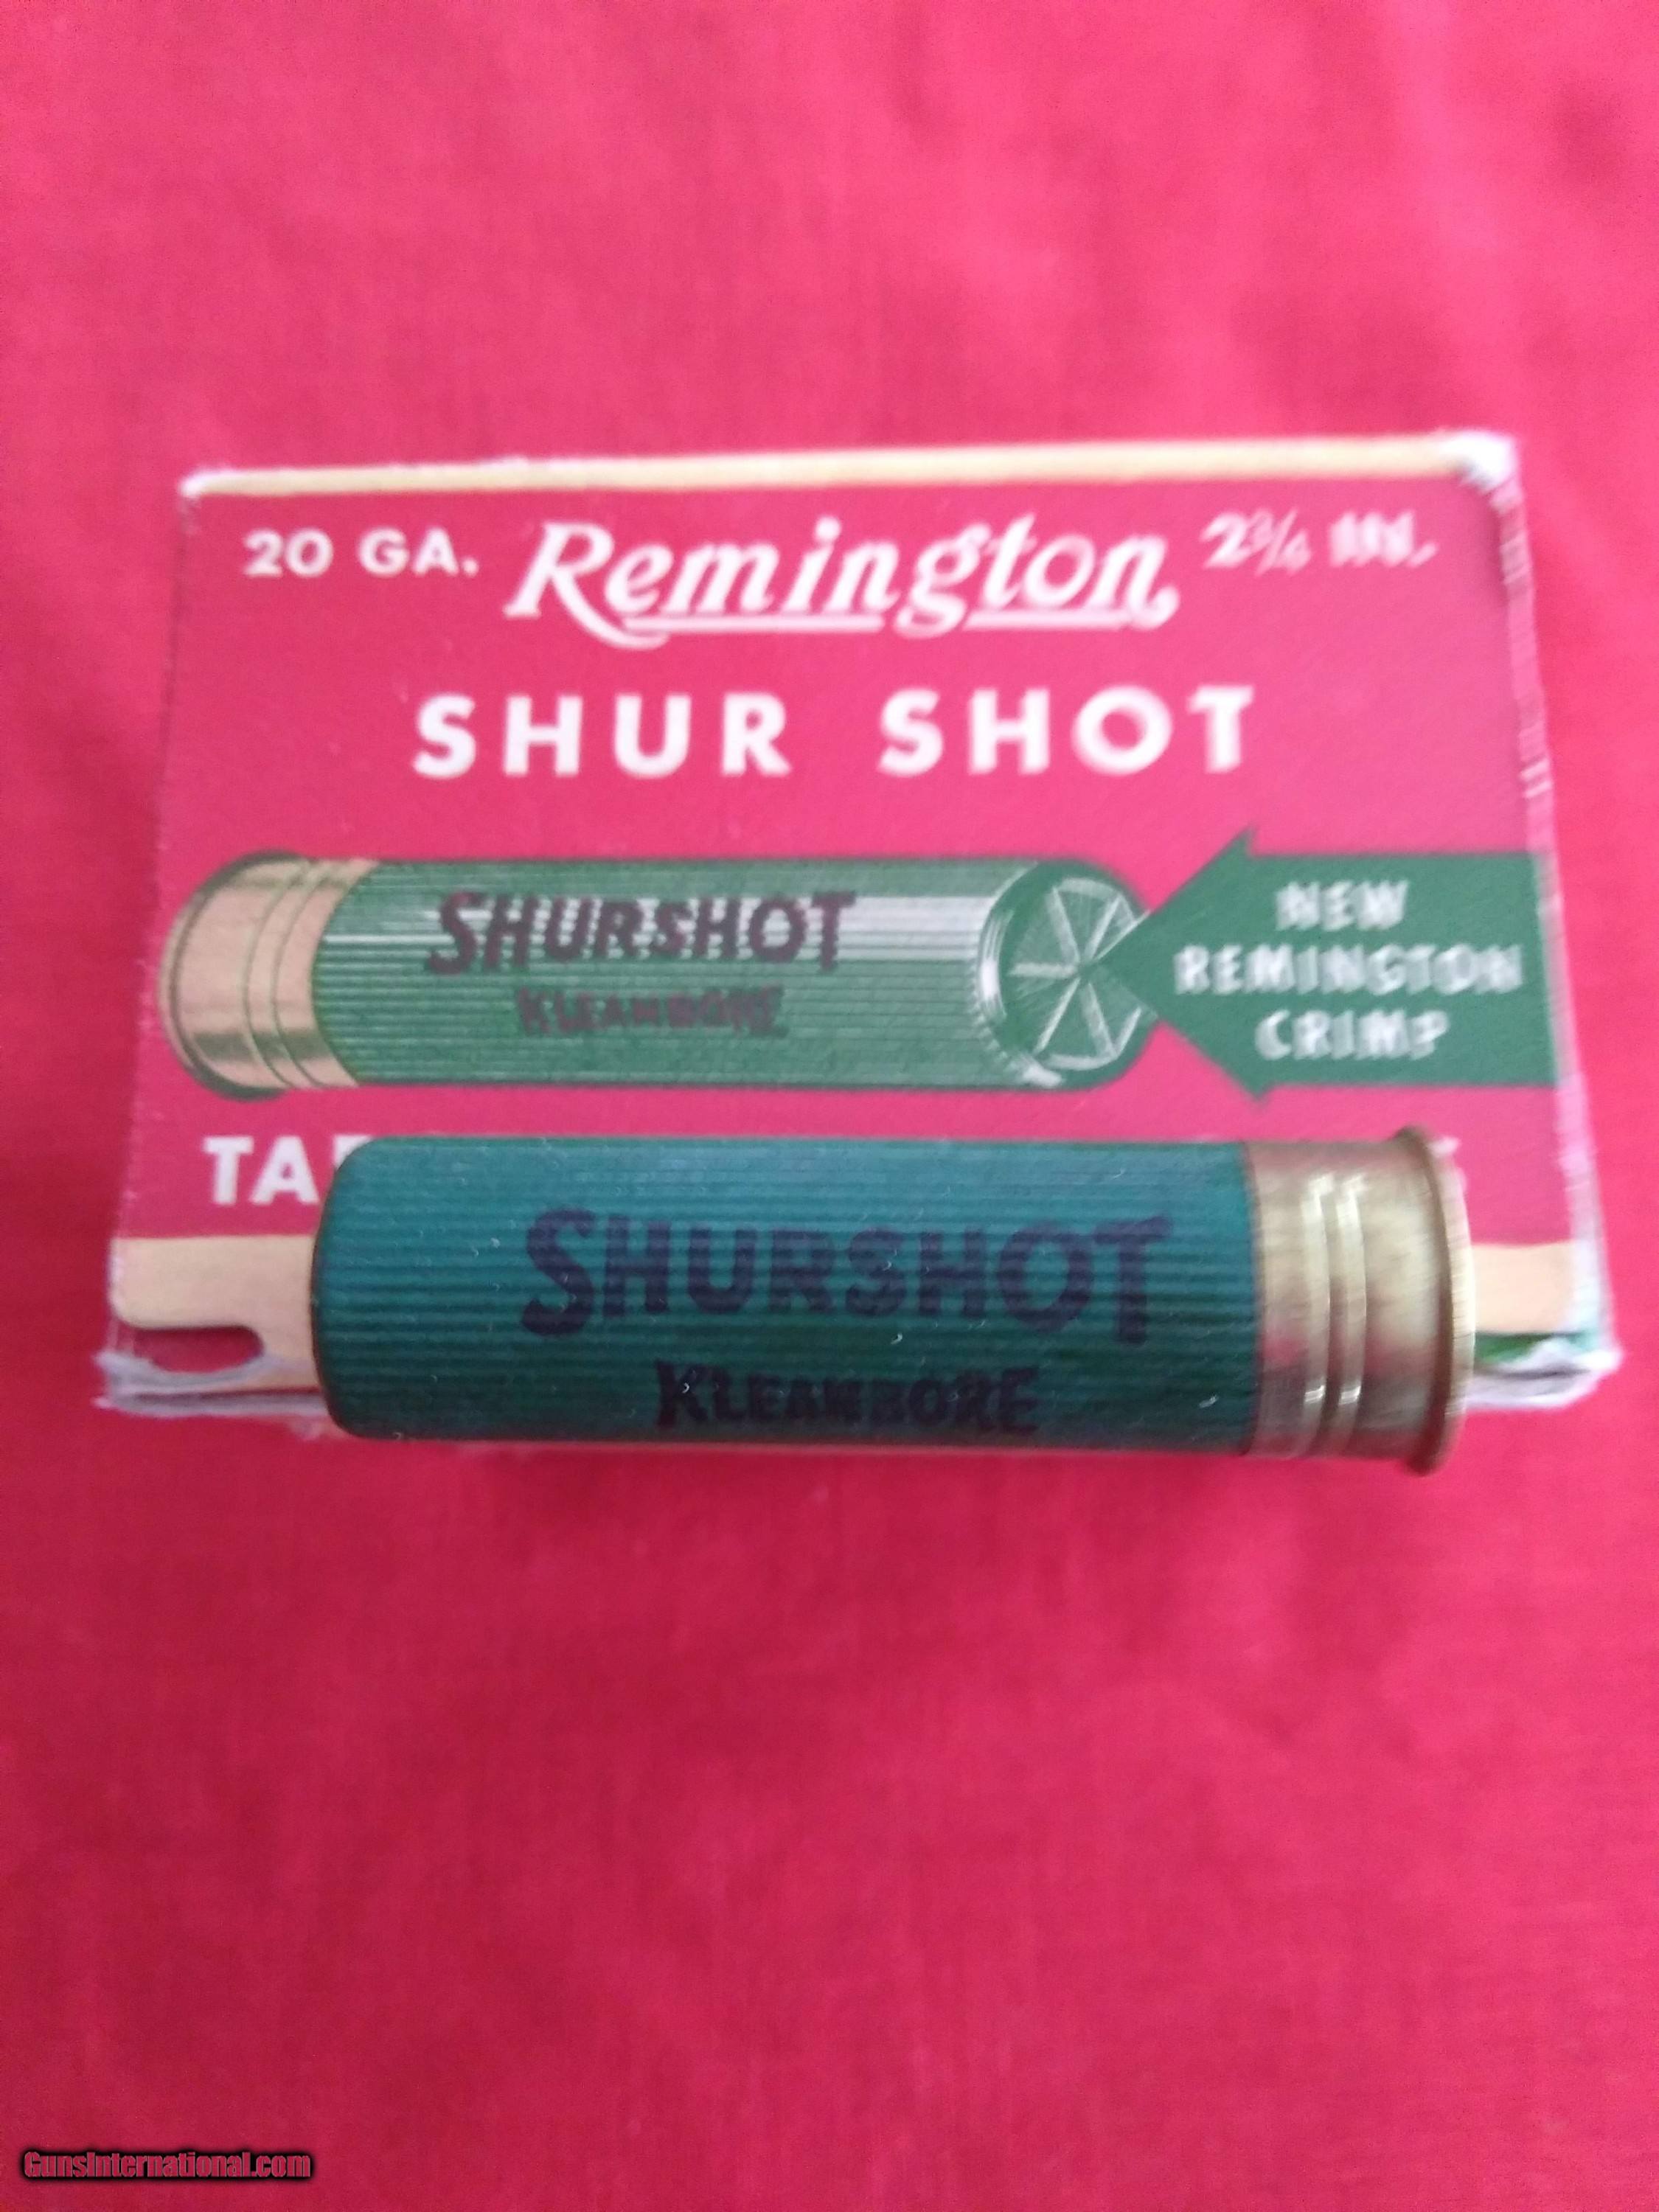 20 GA. Remington 2¾ IN.
SHUR SHOT
SHURSHOT
KLEANBORE
NEW
REMINGTON
CRIMP
SHURSHOT
KLEANBORE
GunsInternational.com